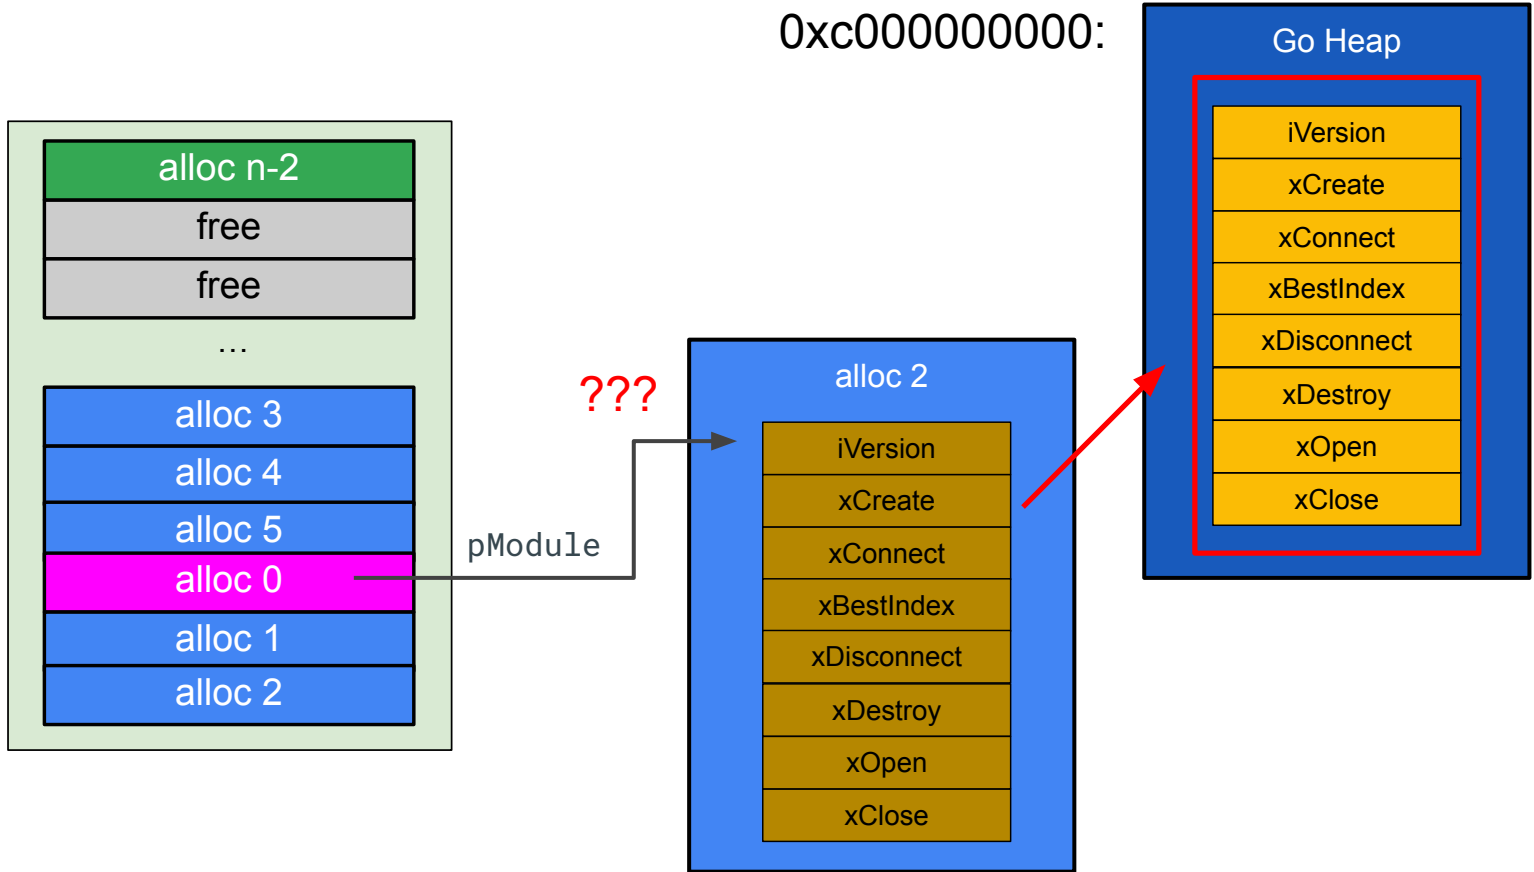 0xc000000000:
Go Heap
iVersion
xCreate
xConnect
xBestIndex
xDisconnect
xDestroy
xOpen
xClose
alloc n-2
free
free
...
alloc 3
alloc 4
alloc 5
alloc 0
alloc 1
alloc 2
???
pModule
alloc 2
iVersion
xCreate
xConnect
xBestIndex
xDisconnect
xDestroy
xOpen
xClose